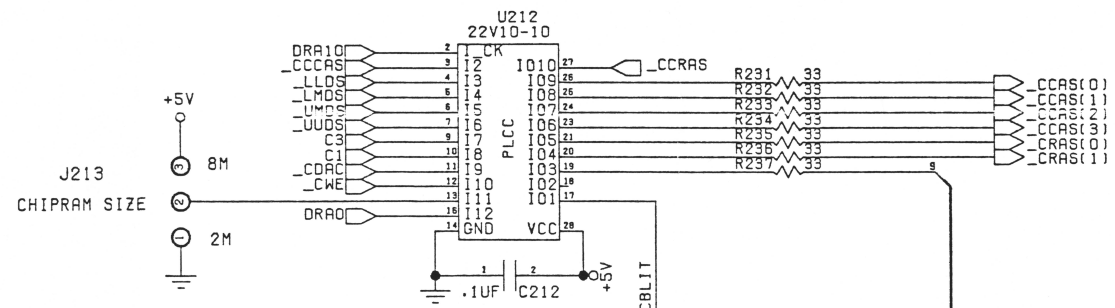 U212
22V10-10
DRA10 2 I_CK
_CCCAS 3 I2 IO10 27 _CCRAS
_LLDS 4 I3 IO9 26 R231 33 _CCAS(0)
_LMDS 5 I4 IO8 25 R232 33 _CCAS(1)
_UMDS 6 I5 IO7 24 R233 33 _CCAS(2)
_UUDS 7 I6 IO6 23 R234 33 _CCAS(3)
C3 9 I7 IO5 21 R235 33 _CRAS(0)
C1 10 I8 IO4 20 R236 33 _CRAS(1)
_CDAC 11 I9 IO3 19 R237 33 9
_CWE 12 I10 IO2 18
13 I11 IO1 17
DRA0 16 I12
14 GND VCC 28
PLCC
+5V
J213
CHIPRAM SIZE
3 8M
2
1 2M
1 2
.1UF C212
+5V
CBLIT